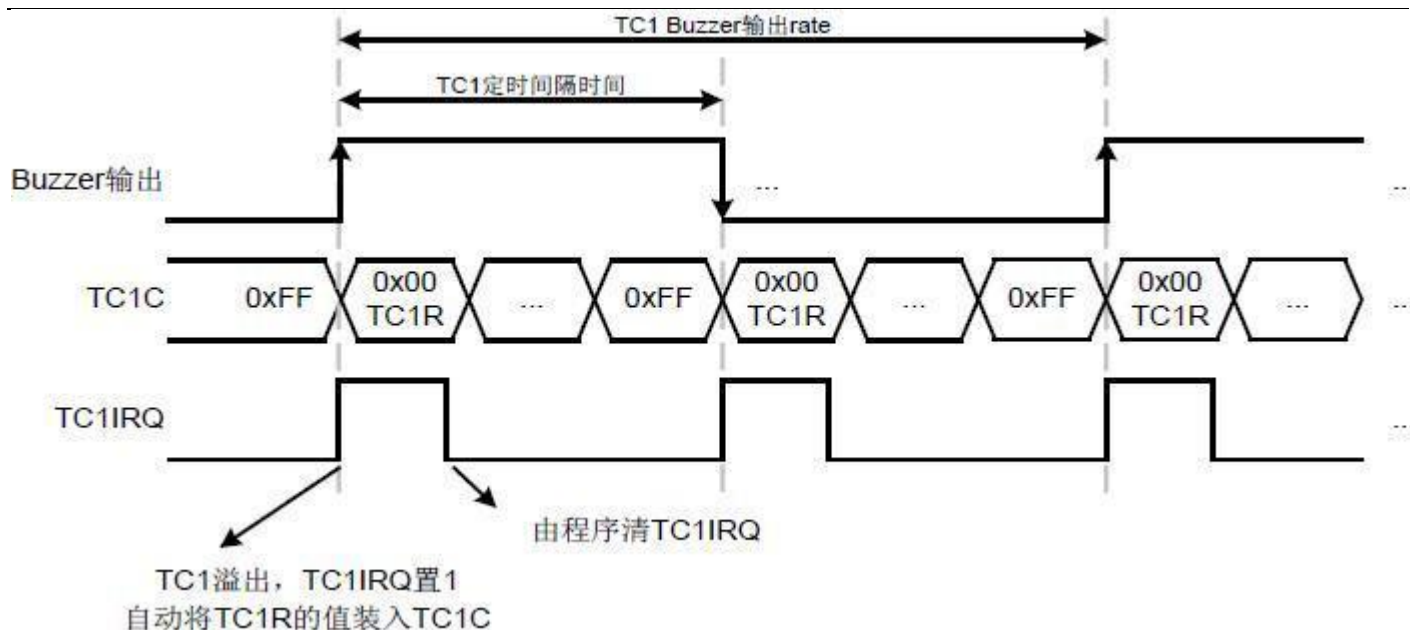 TC1 Buzzer输出rate
TC1定时间隔时间
Buzzer输出 ... ...
TC1C 0xFF 0x00 TC1R ... 0xFF 0x00 TC1R ... 0xFF 0x00 TC1R ... ...
TC1IRQ ...
由程序清TC1IRQ
TC1溢出，TC1IRQ置1
自动将TC1R的值装入TC1C